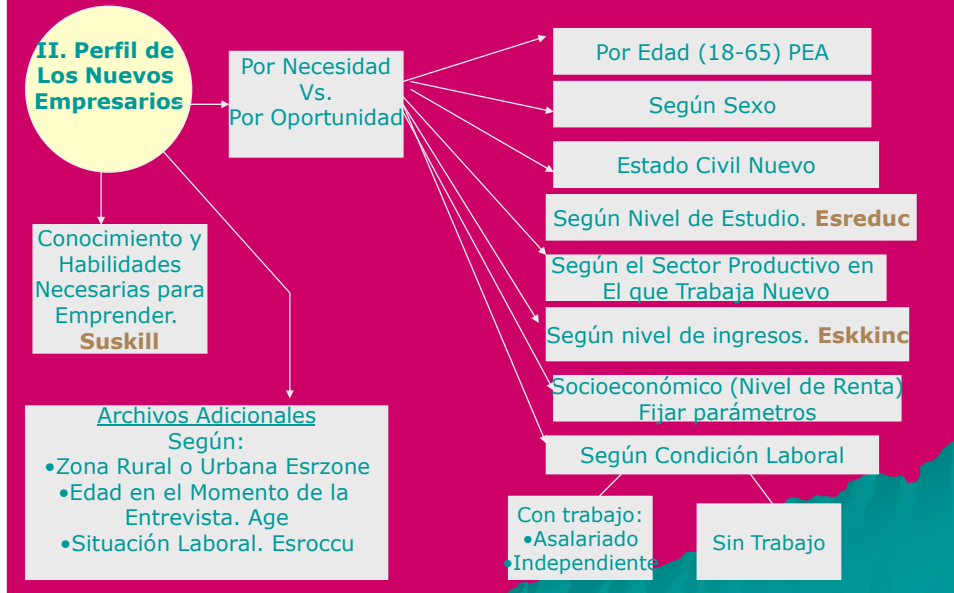 II. Perfil de
Los Nuevos
Empresarios
Por Necesidad
Vs.
Por Oportunidad
Por Edad (18-65) PEA
Según Sexo
Estado Civil Nuevo
Según Nivel de Estudio. Esreduc
Según el Sector Productivo en
El que Trabaja Nuevo
Según nivel de ingresos. Eskkinc
Socioeconómico (Nivel de Renta)
Fijar parámetros
Según Condición Laboral
Con trabajo:
•Asalariado
•Independiente
Sin Trabajo
Conocimiento y
Habilidades
Necesarias para
Emprender.
Suskill
Archivos Adicionales
Según:
•Zona Rural o Urbana Esrzone
•Edad en el Momento de la
Entrevista. Age
•Situación Laboral. Esroccu